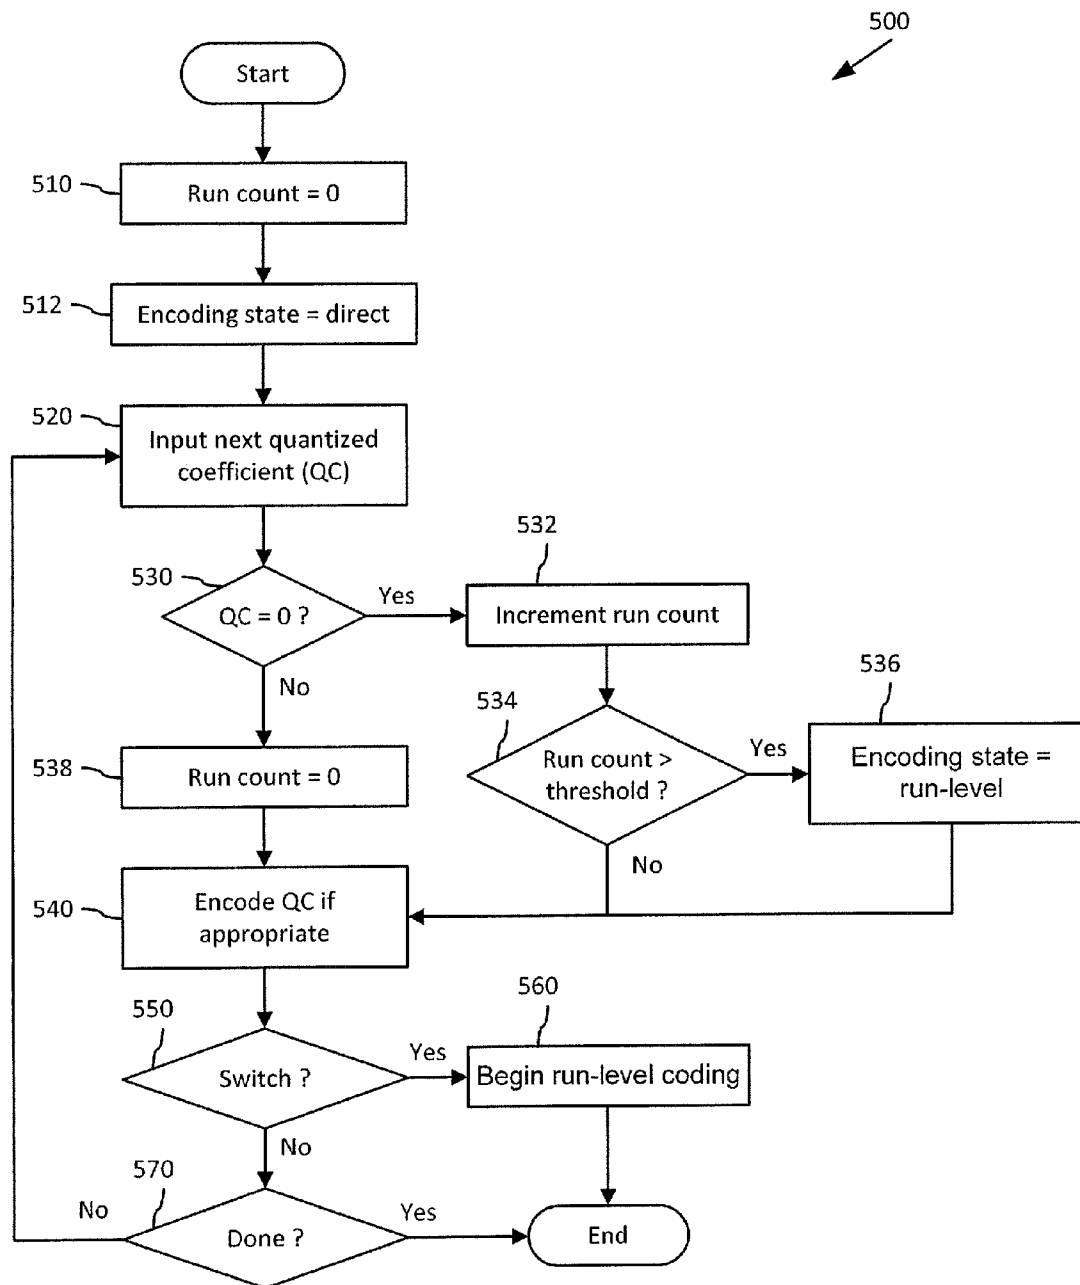 500
Start
510
Run count = 0
512
Encoding state = direct
520
Input next quantized
coefficient (QC)
530
QC = 0 ?
Yes
No
532
Increment run count
534
Run count >
threshold ?
Yes
No
536
Encoding state =
run-level
538
Run count = 0
540
Encode QC if
appropriate
550
Switch ?
Yes
No
560
Begin run-level coding
570
Done ?
No
Yes
End